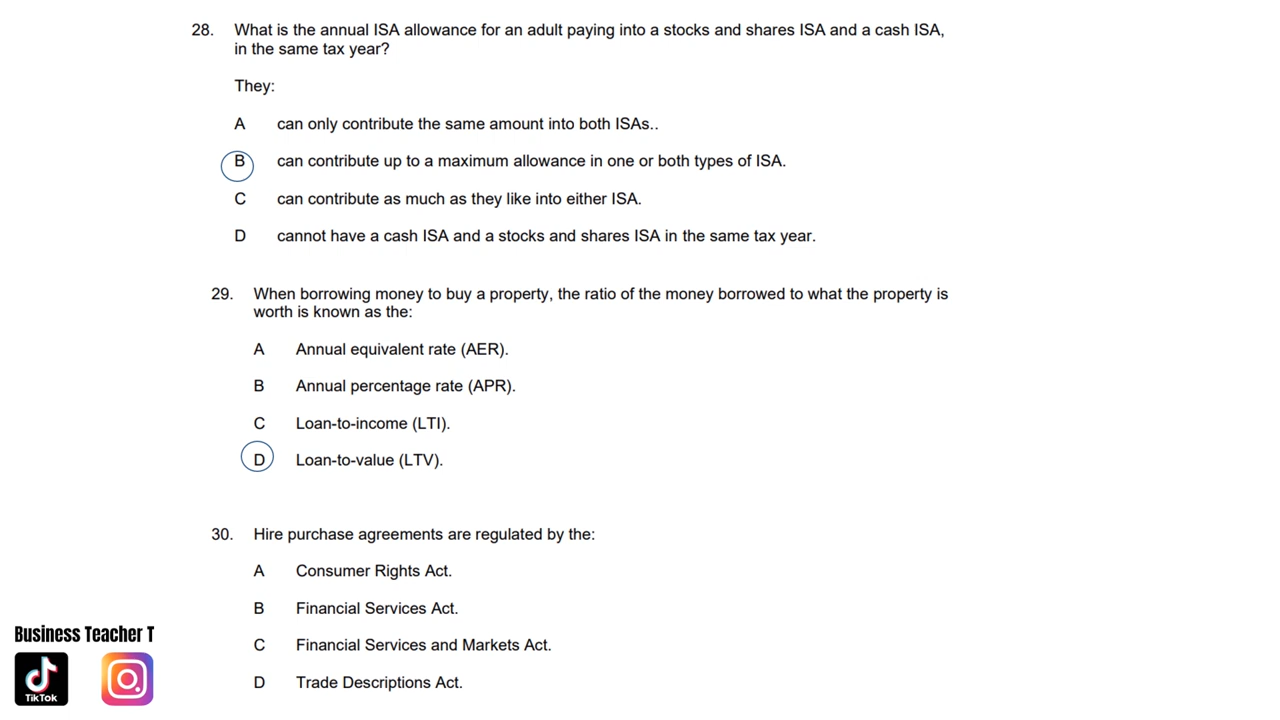 28. What is the annual ISA allowance for an adult paying into a stocks and shares ISA and a cash ISA,
in the same tax year?
They:
A can only contribute the same amount into both ISAs..
B can contribute up to a maximum allowance in one or both types of ISA.
C can contribute as much as they like into either ISA.
D cannot have a cash ISA and a stocks and shares ISA in the same tax year.
29. When borrowing money to buy a property, the ratio of the money borrowed to what the property is
worth is known as the:
A Annual equivalent rate (AER).
B Annual percentage rate (APR).
C Loan-to-income (LTI).
D Loan-to-value (LTV).
30. Hire purchase agreements are regulated by the:
A Consumer Rights Act.
B Financial Services Act.
C Financial Services and Markets Act.
D Trade Descriptions Act.
Business Teacher T
TikTok